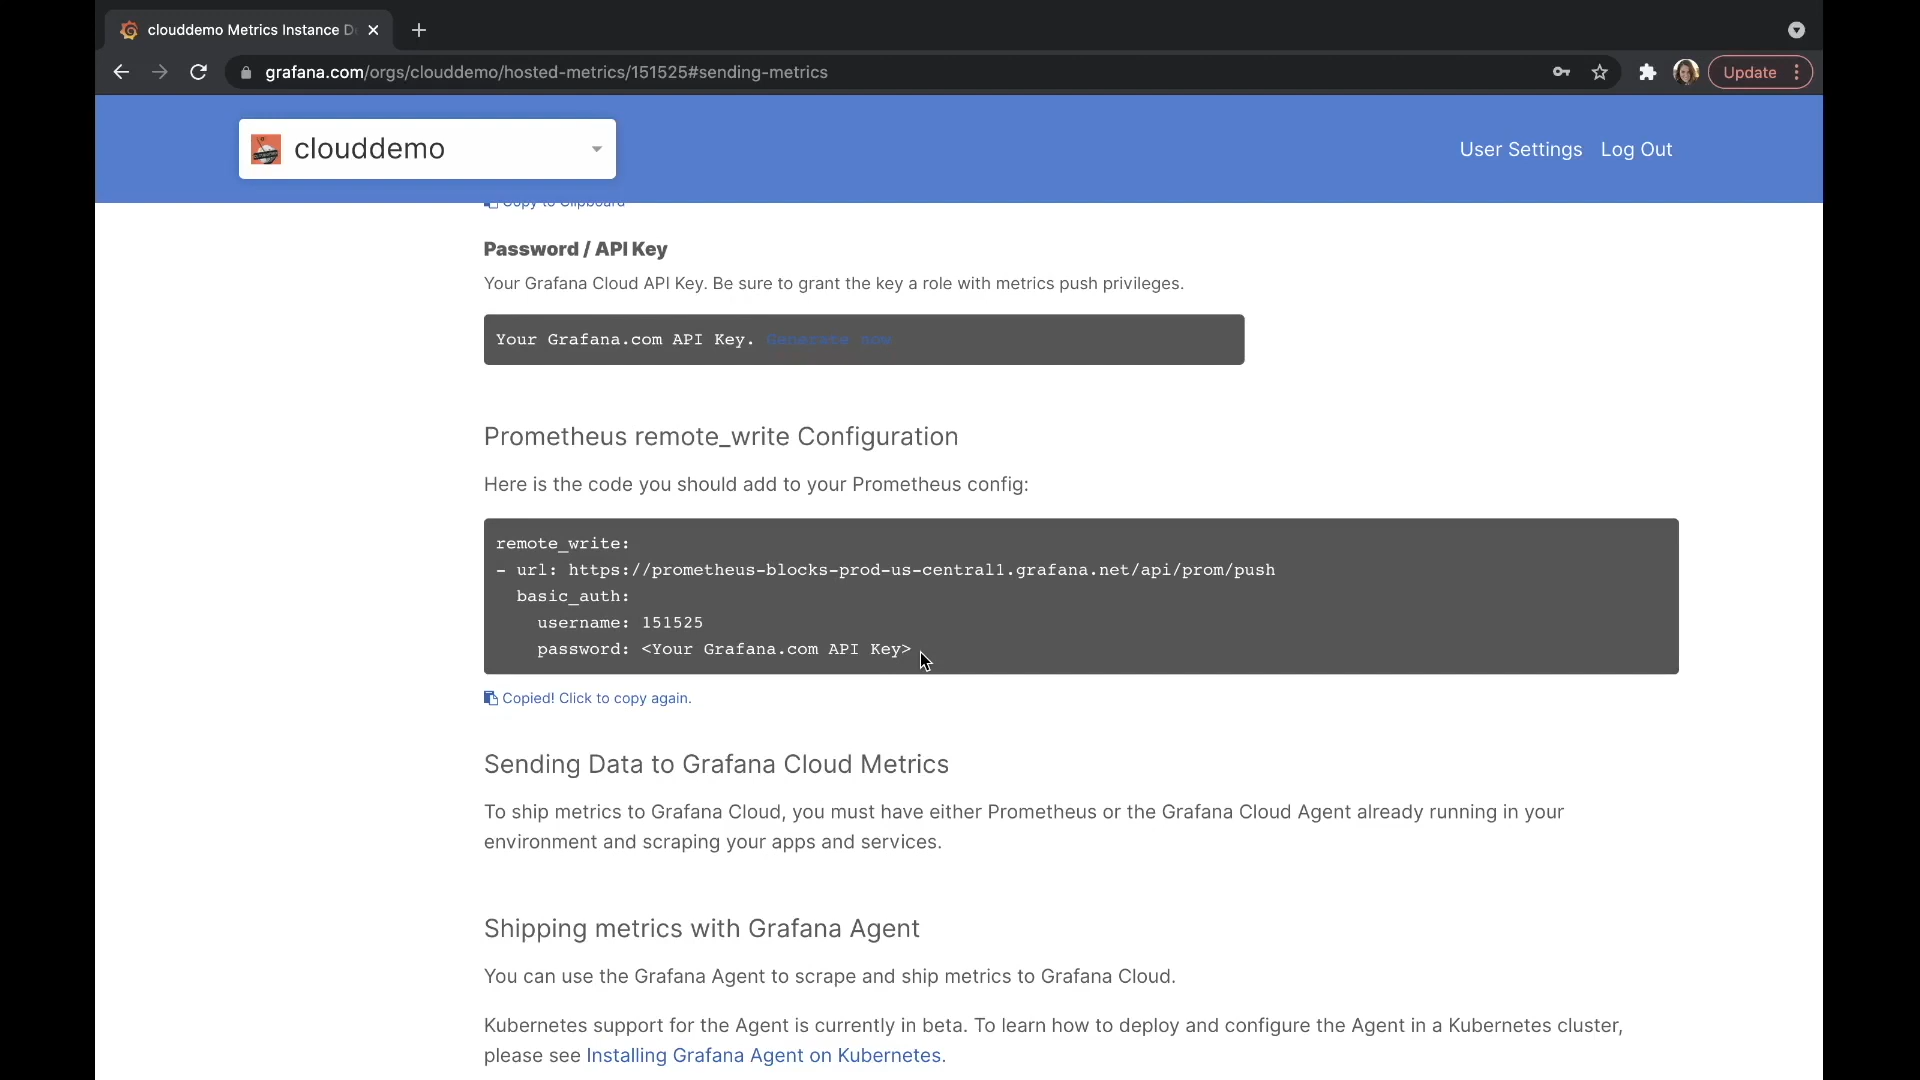 clouddemo Metrics Instance D
grafana.com/orgs/clouddemo/hosted-metrics/151525#sending-metrics
Update
clouddemo
User Settings
Log Out
Copy to Clipboard
Password / API Key
Your Grafana Cloud API Key. Be sure to grant the key a role with metrics push privileges.
Your Grafana.com API Key. Generate now
Prometheus remote_write Configuration
Here is the code you should add to your Prometheus config:
remote_write:
- url: https://prometheus-blocks-prod-us-central1.grafana.net/api/prom/push
basic_auth:
username: 151525
password: <Your Grafana.com API Key>
Copied! Click to copy again.
Sending Data to Grafana Cloud Metrics
To ship metrics to Grafana Cloud, you must have either Prometheus or the Grafana Cloud Agent already running in your
environment and scraping your apps and services.
Shipping metrics with Grafana Agent
You can use the Grafana Agent to scrape and ship metrics to Grafana Cloud.
Kubernetes support for the Agent is currently in beta. To learn how to deploy and configure the Agent in a Kubernetes cluster,
please see Installing Grafana Agent on Kubernetes.